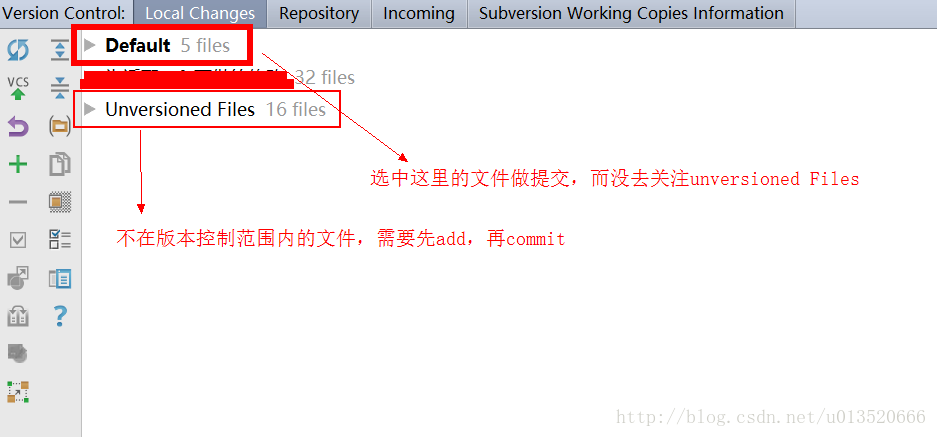 Version Control: Local Changes Repository Incoming Subversion Working Copies Information
Default 5 files
32 files
Unversioned Files 16 files
VCS
选中这里的文件做提交，而没去关注unversioned Files
不在版本控制范围内的文件，需要先add，再commit
http://blog.csdn.net/u013520666